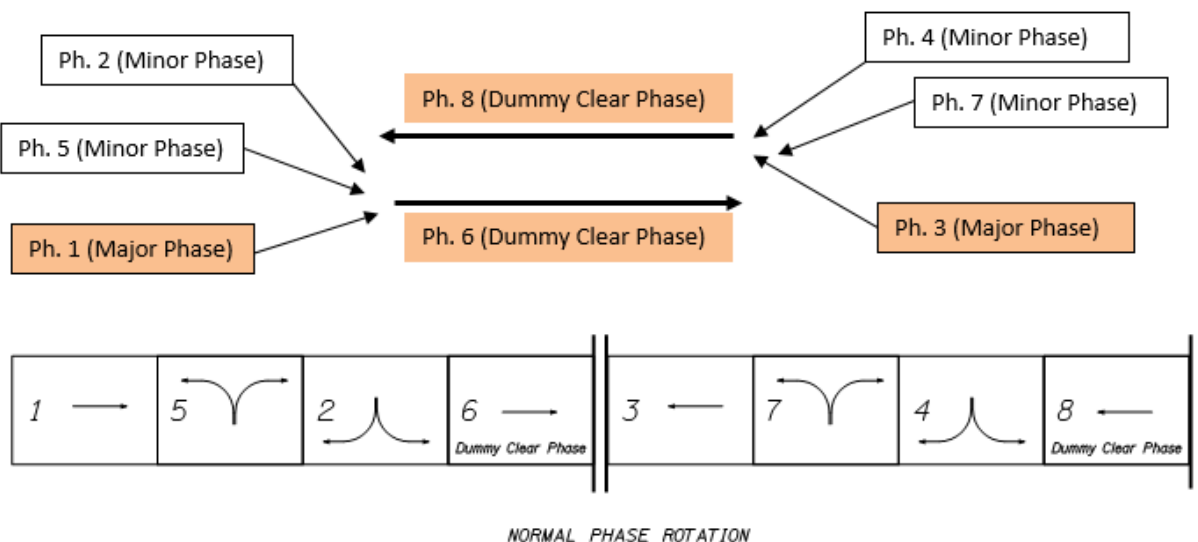 Ph. 2 (Minor Phase)
Ph. 4 (Minor Phase)
Ph. 8 (Dummy Clear Phase)
Ph. 7 (Minor Phase)
Ph. 5 (Minor Phase)
Ph. 1 (Major Phase)
Ph. 6 (Dummy Clear Phase)
Ph. 3 (Major Phase)
1
5
2
6
Dummy Clear Phase
3
7
4
8
Dummy Clear Phase
NORMAL PHASE ROTATION